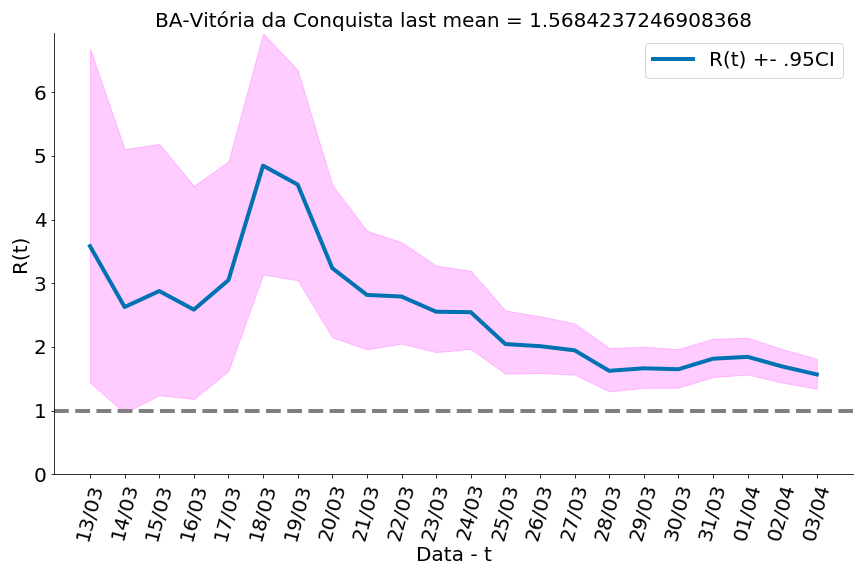 BA-Vitória da Conquista last mean = 1.5684237246908368
R(t) +- .95CI
R(t)
6
5
4
3
2
1
0
13/03 14/03 15/03 16/03 17/03 18/03 19/03 20/03 21/03 22/03 23/03 24/03 25/03 26/03 27/03 28/03 29/03 30/03 31/03 01/04 02/04 03/04
Data - t